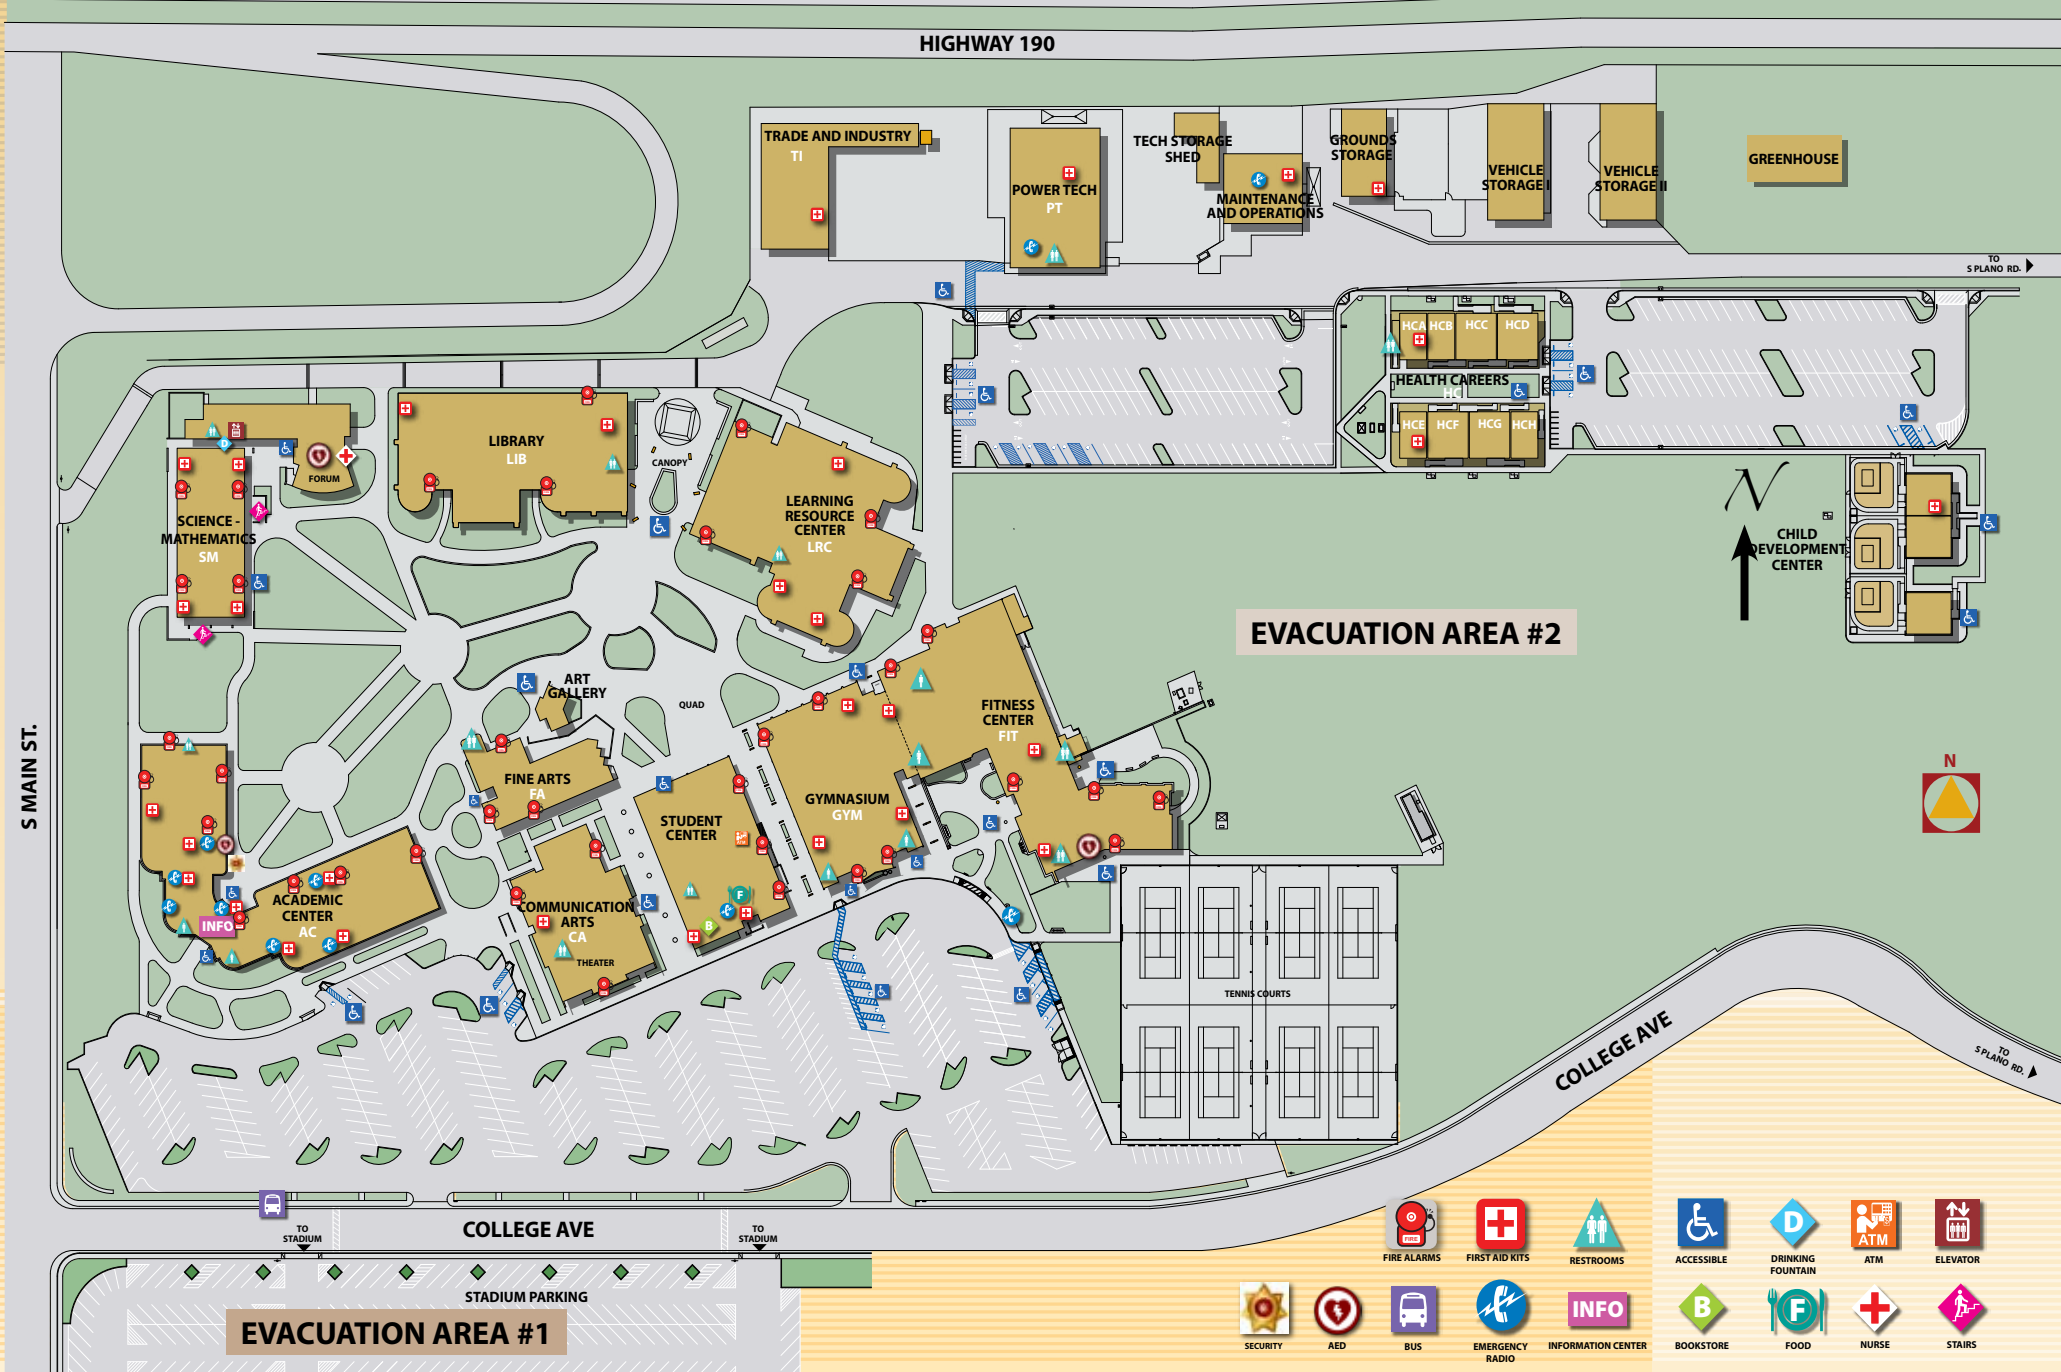 HIGHWAY 190
TRADE AND INDUSTRY
TI
POWER TECH
PT
TECH STORAGE
SHED
MAINTENANCE
AND OPERATIONS
GROUNDS
STORAGE
VEHICLE
STORAGE I
VEHICLE
STORAGE II
GREENHOUSE
TO
S PLANO RD.
HCA
HCB
HCC
HCD
HEALTH CAREERS
HC
HCE
HCF
HCG
HCH
D
FORUM
LIBRARY
LIB
CANOPY
LEARNING
RESOURCE
CENTER
LRC
SCIENCE -
MATHEMATICS
SM
N
CHILD
DEVELOPMENT
CENTER
EVACUATION AREA #2
ART
GALLERY
QUAD
FITNESS
CENTER
FIT
S MAIN ST.
FINE ARTS
FA
STUDENT
CENTER
GYMNASIUM
GYM
N
ACADEMIC
CENTER
AC
INFO
COMMUNICATION
ARTS
CA
THEATER
F
B
TENNIS COURTS
COLLEGE AVE
TO
S PLANO RD.
TO
STADIUM
COLLEGE AVE
TO
STADIUM
STADIUM PARKING
EVACUATION AREA #1
FIRE
FIRE ALARMS
FIRST AID KITS
RESTROOMS
ACCESSIBLE
D
DRINKING
FOUNTAIN
ATM
ATM
ELEVATOR
SECURITY
AED
BUS
EMERGENCY
RADIO
INFO
INFORMATION CENTER
B
BOOKSTORE
F
FOOD
NURSE
STAIRS